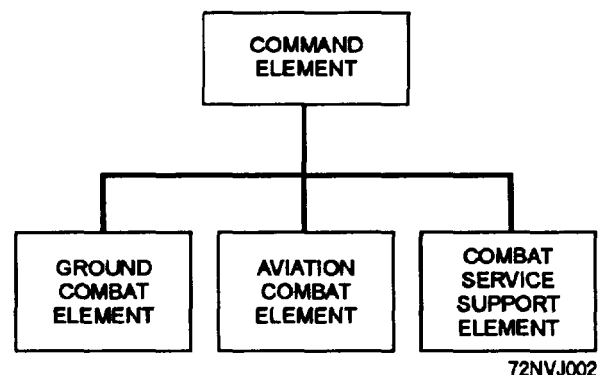 COMMAND
ELEMENT
GROUND
COMBAT
ELEMENT
AVIATION
COMBAT
ELEMENT
COMBAT
SERVICE
SUPPORT
ELEMENT
72NVJ002